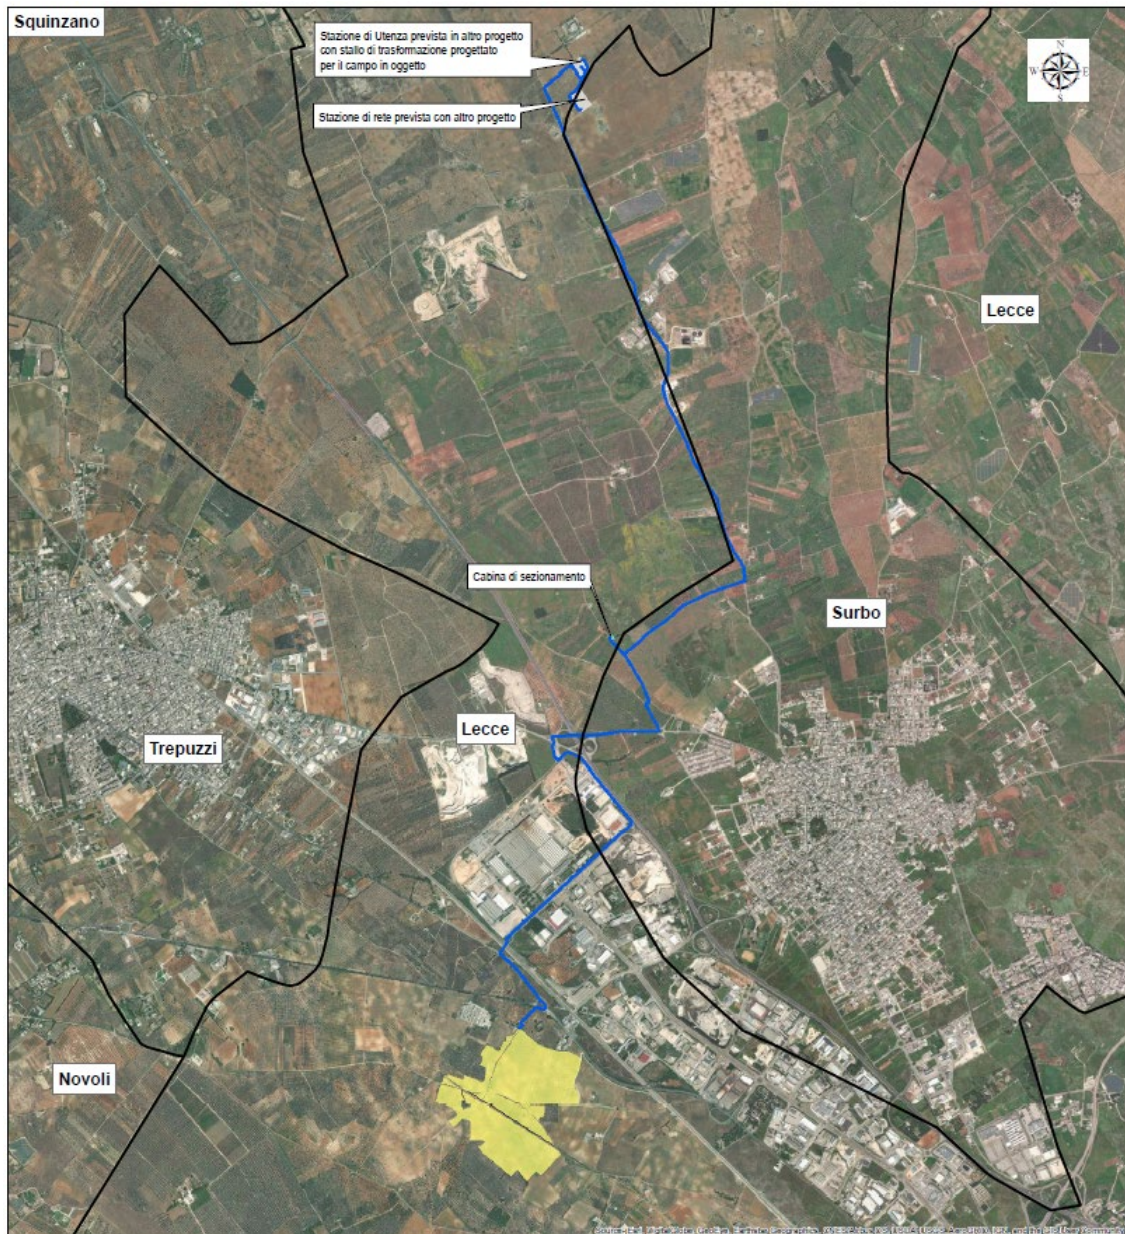 Squinzano
Stazione di Utenza prevista in altro progetto
con stallo di trasformazione progettato
per il campo in oggetto
N
W
E
S
Stazione di rete prevista con altro progetto
Lecce
Cabina di sezionamento
Surbo
Lecce
Trepuzzi
Novoli